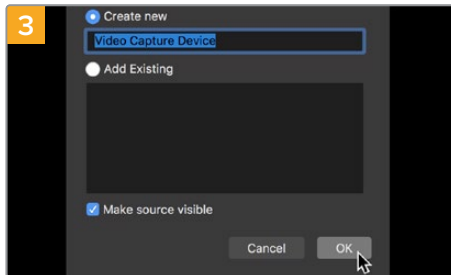 3
Create new
Video Capture Device
Add Existing
Make source visible
Cancel OK